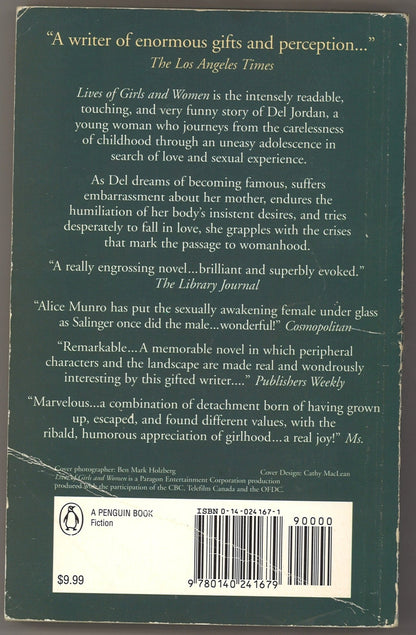 “A writer of enormous gifts and perception...”
The Los Angeles Times
Lives of Girls and Women is the intensely readable,
touching, and very funny story of Del Jordan, a
young woman who journeys from the carelessness
of childhood through an uneasy adolescence in
search of love and sexual experience.
As Del dreams of becoming famous, suffers
embarrassment about her mother, endures the
humiliation of her body’s insistent desires, and tries
desperately to fall in love, she grapples with the crises
that mark the passage to womanhood.
“A really engrossing novel...brilliant and superbly evoked.”
The Library Journal
“Alice Munro has put the sexually awakening female under glass
as Salinger once did the male...wonderful!” Cosmopolitan
“Remarkable...A memorable novel in which peripheral
characters and the landscape are made real and wondrously
interesting by this gifted writer....” Publishers Weekly
“Marvelous...a combination of detachment born of having grown
up, escaped, and found different values, with the
ribald, humorous appreciation of girlhood...a real joy!” Ms.
Cover photographer: Ben Mark Holzberg
Cover Design: Cathy MacLean
Lives of Girls and Women is a Paragon Entertainment Corporation production
produced with the participation of the CBC, Telefilm Canada and the OFDC.
A PENGUIN BOOK
Fiction
$9.99
ISBN 0-14-024167-1
90000
9 780140 241679